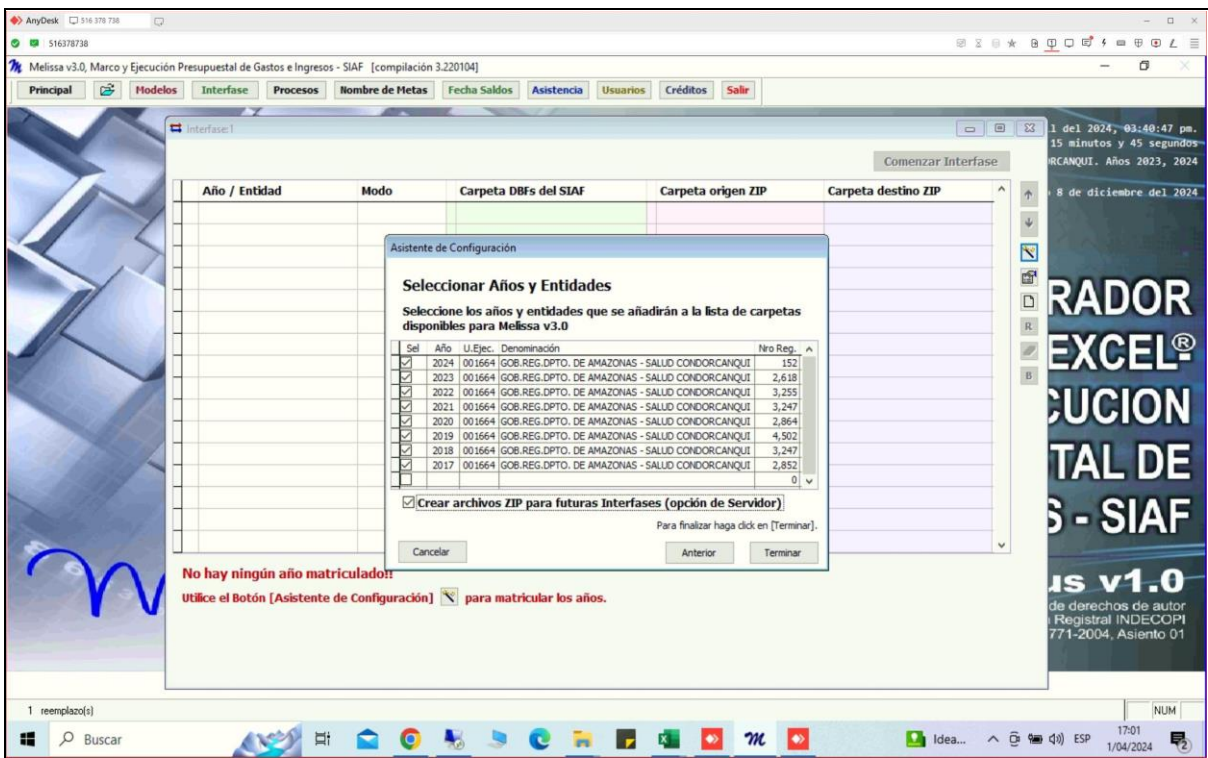 AnyDesk 516 378 738
516378738
Melissa v3.0, Marco y Ejecución Presupuestal de Gastos e Ingresos - SIAF [compilación 3.220104]
Principal Modelos Interfase Procesos Nombre de Metas Fecha Saldos Asistencia Usuarios Créditos Salir
Interfase:1
1 del 2024, 03:40:47 pm.
15 minutos y 45 segundos
RCANQUI. Años 2023, 2024
8 de diciembre del 2024
Comenzar Interfase
Año / Entidad Modo Carpeta DBFs del SIAF Carpeta origen ZIP Carpeta destino ZIP
Asistente de Configuración
Seleccionar Años y Entidades
Seleccione los años y entidades que se añadirán a la lista de carpetas
disponibles para Melissa v3.0
Sel Año U.Ejec. Denominación Nro Reg.
2024 001664 GOB.REG.DPTO. DE AMAZONAS - SALUD CONDORCANQUI 152
2023 001664 GOB.REG.DPTO. DE AMAZONAS - SALUD CONDORCANQUI 2,618
2022 001664 GOB.REG.DPTO. DE AMAZONAS - SALUD CONDORCANQUI 3,255
2021 001664 GOB.REG.DPTO. DE AMAZONAS - SALUD CONDORCANQUI 3,247
2020 001664 GOB.REG.DPTO. DE AMAZONAS - SALUD CONDORCANQUI 2,864
2019 001664 GOB.REG.DPTO. DE AMAZONAS - SALUD CONDORCANQUI 4,502
2018 001664 GOB.REG.DPTO. DE AMAZONAS - SALUD CONDORCANQUI 3,247
2017 001664 GOB.REG.DPTO. DE AMAZONAS - SALUD CONDORCANQUI 2,852
0
Crear archivos ZIP para futuras Interfases (opción de Servidor)
Para finalizar haga click en [Terminar].
Cancelar Anterior Terminar
R
B
RADOR
EXCEL®
CUCION
TAL DE
S - SIAF
us v1.0
de derechos de autor
Registral INDECOPI
771-2004, Asiento 01
No hay ningún año matriculado!!
Utilice el Botón [Asistente de Configuración] para matricular los años.
1 reemplazo(s) NUM
Buscar Idea... ESP 17:01
1/04/2024 2